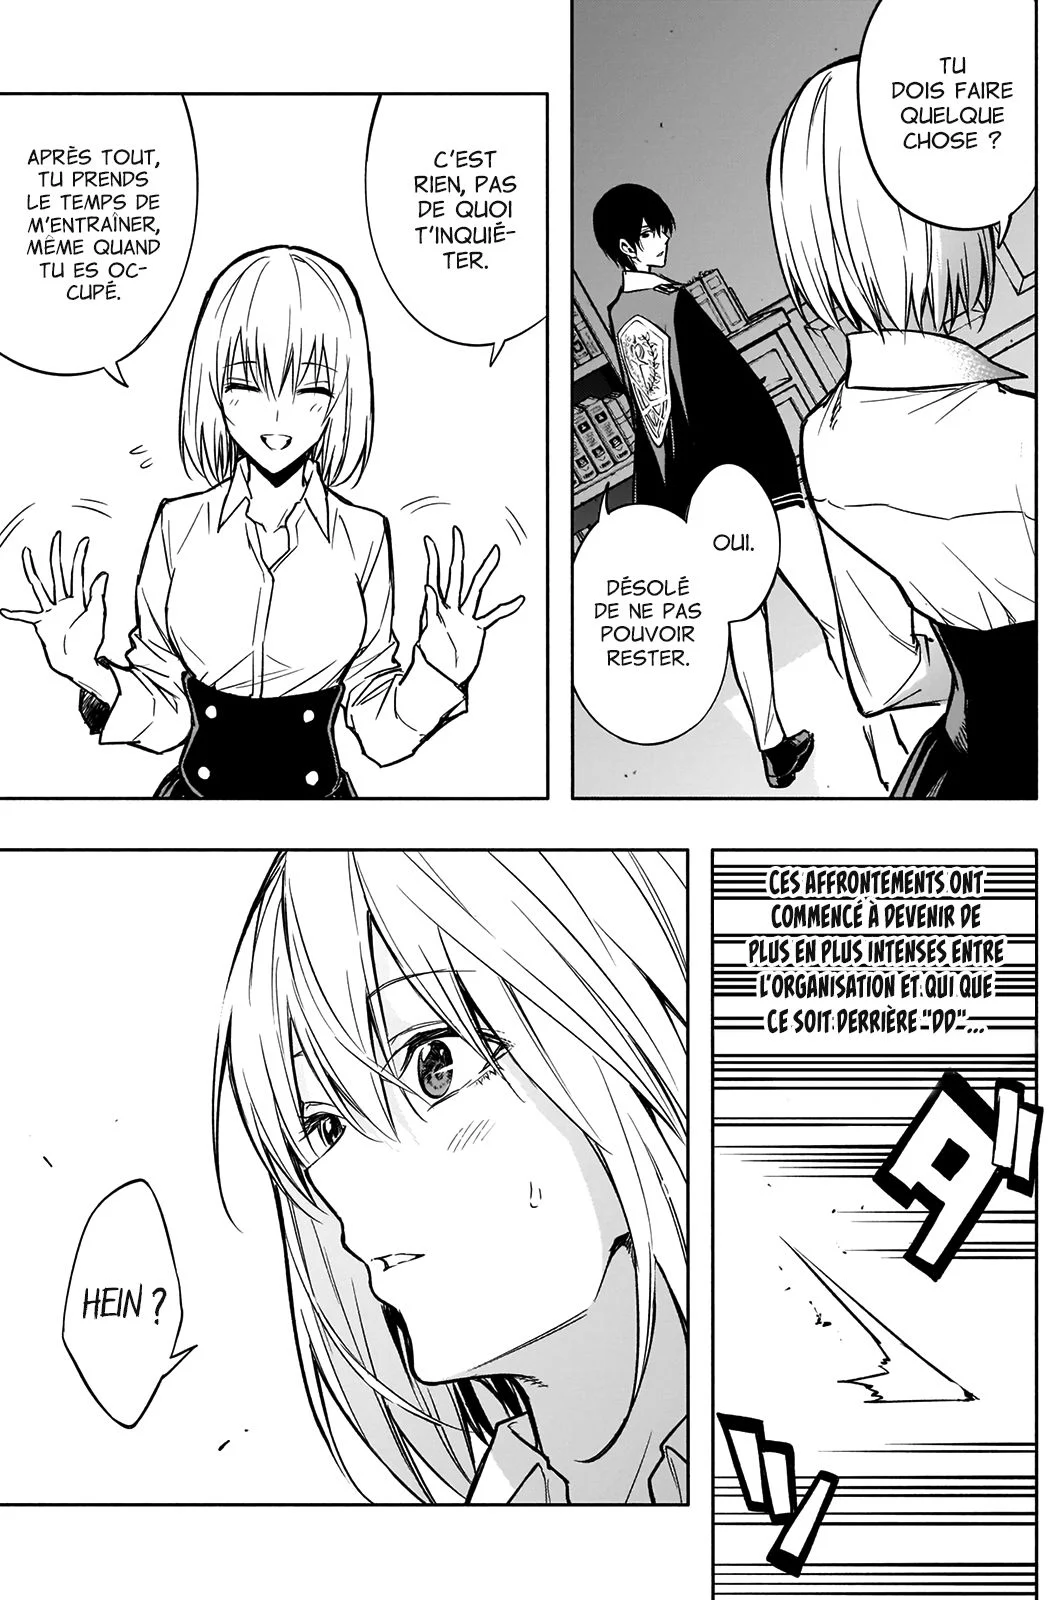 TU
DOIS FAIRE
QUELQUE
CHOSE ?
OUI.
DÉSOLÉ
DE NE PAS
POUVOIR
RESTER.
C'EST
RIEN, PAS
DE QUOI
T'INQUIÉ-
TER.
APRÈS TOUT,
TU PRENDS
LE TEMPS DE
M'ENTRAÎNER,
MÊME QUAND
TU ES OC-
CUPÉ.
CES AFFRONTEMENTS ONT
COMMENCÉ À DEVENIR DE
PLUS EN PLUS INTENSES ENTRE
L'ORGANISATION ET QUI QUE
CE SOIT DERRIÈRE "DD"...
HEIN ?